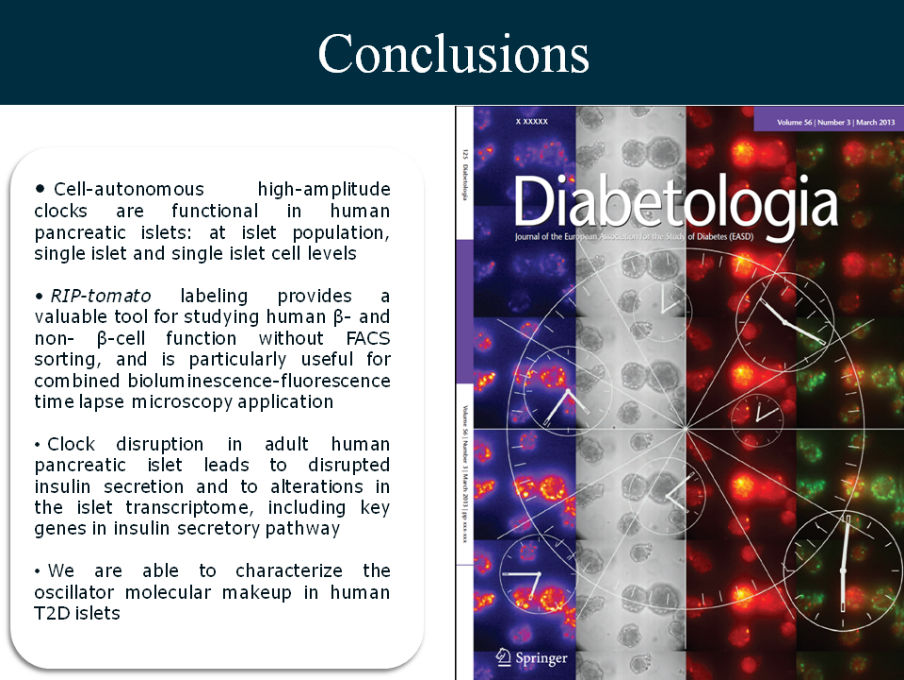 Conclusions
• Cell-autonomous high-amplitude
clocks are functional in human
pancreatic islets: at islet population,
single islet and single islet cell levels
• RIP-tomato labeling provides a
valuable tool for studying human β- and
non- β-cell function without FACS
sorting, and is particularly useful for
combined bioluminescence-fluorescence
time lapse microscopy application
• Clock disruption in adult human
pancreatic islet leads to disrupted
insulin secretion and to alterations in
the islet transcriptome, including key
genes in insulin secretory pathway
• We are able to characterize the
oscillator molecular makeup in human
T2D islets
125 Diabetologia
Volume 56 | Number 3 | March 2013 | pp xxx-xxx
X XXXXX
Volume 56 | Number 3 | March 2013
Diabetologia
Journal of the European Association for the Study of Diabetes (EASD)
Springer